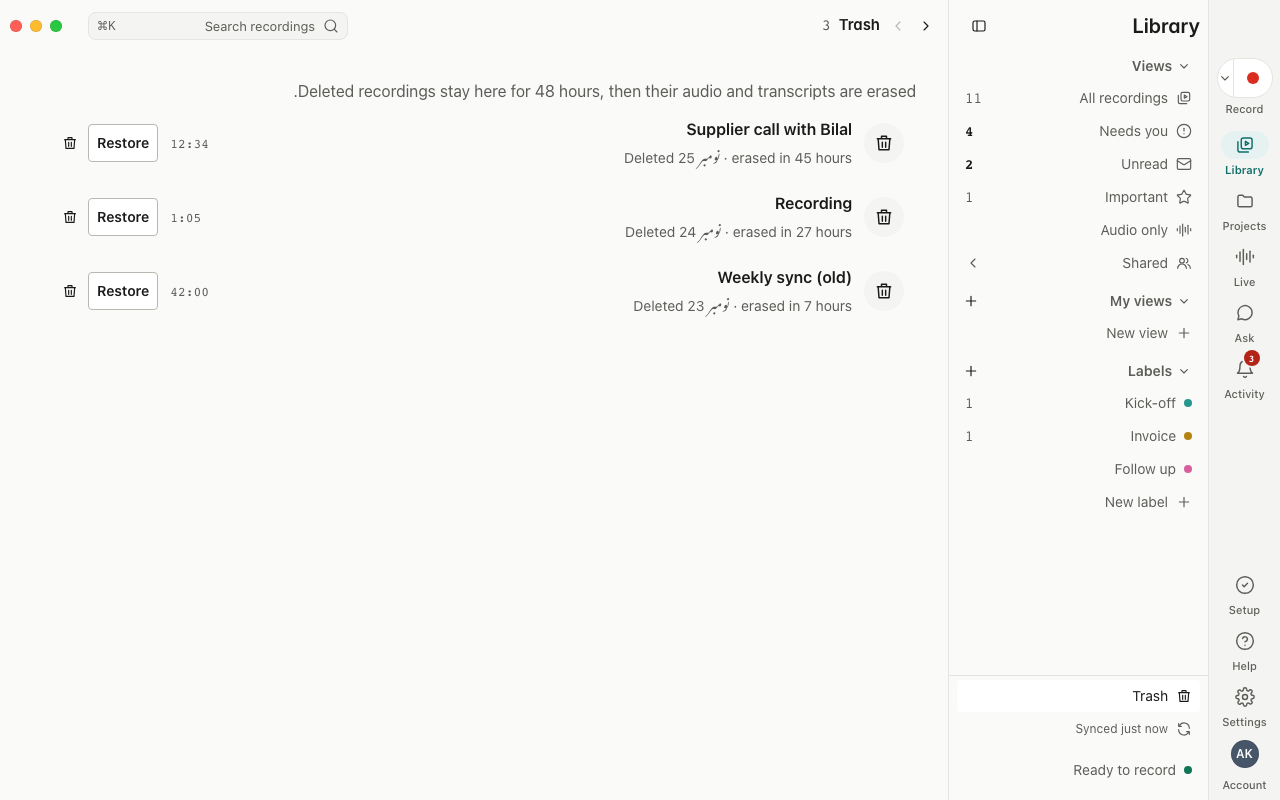 ⌘K
Search recordings
3 Trash
Deleted recordings stay here for 48 hours, then their audio and transcripts are erased.
Supplier call with Bilal
Deleted 25 نومبر · erased in 45 hours
12:34
Restore
Recording
Deleted 24 نومبر · erased in 27 hours
1:05
Restore
Weekly sync (old)
Deleted 23 نومبر · erased in 7 hours
42:00
Restore
Library
Views
All recordings 11
Needs you 4
Unread 2
Important 1
Audio only
Shared
My views
New view
Labels
Kick-off 1
Invoice 1
Follow up
New label
Trash
Synced just now
Ready to record
Record
Library
Projects
Live
Ask
3
Activity
Setup
Help
Settings
AK
Account